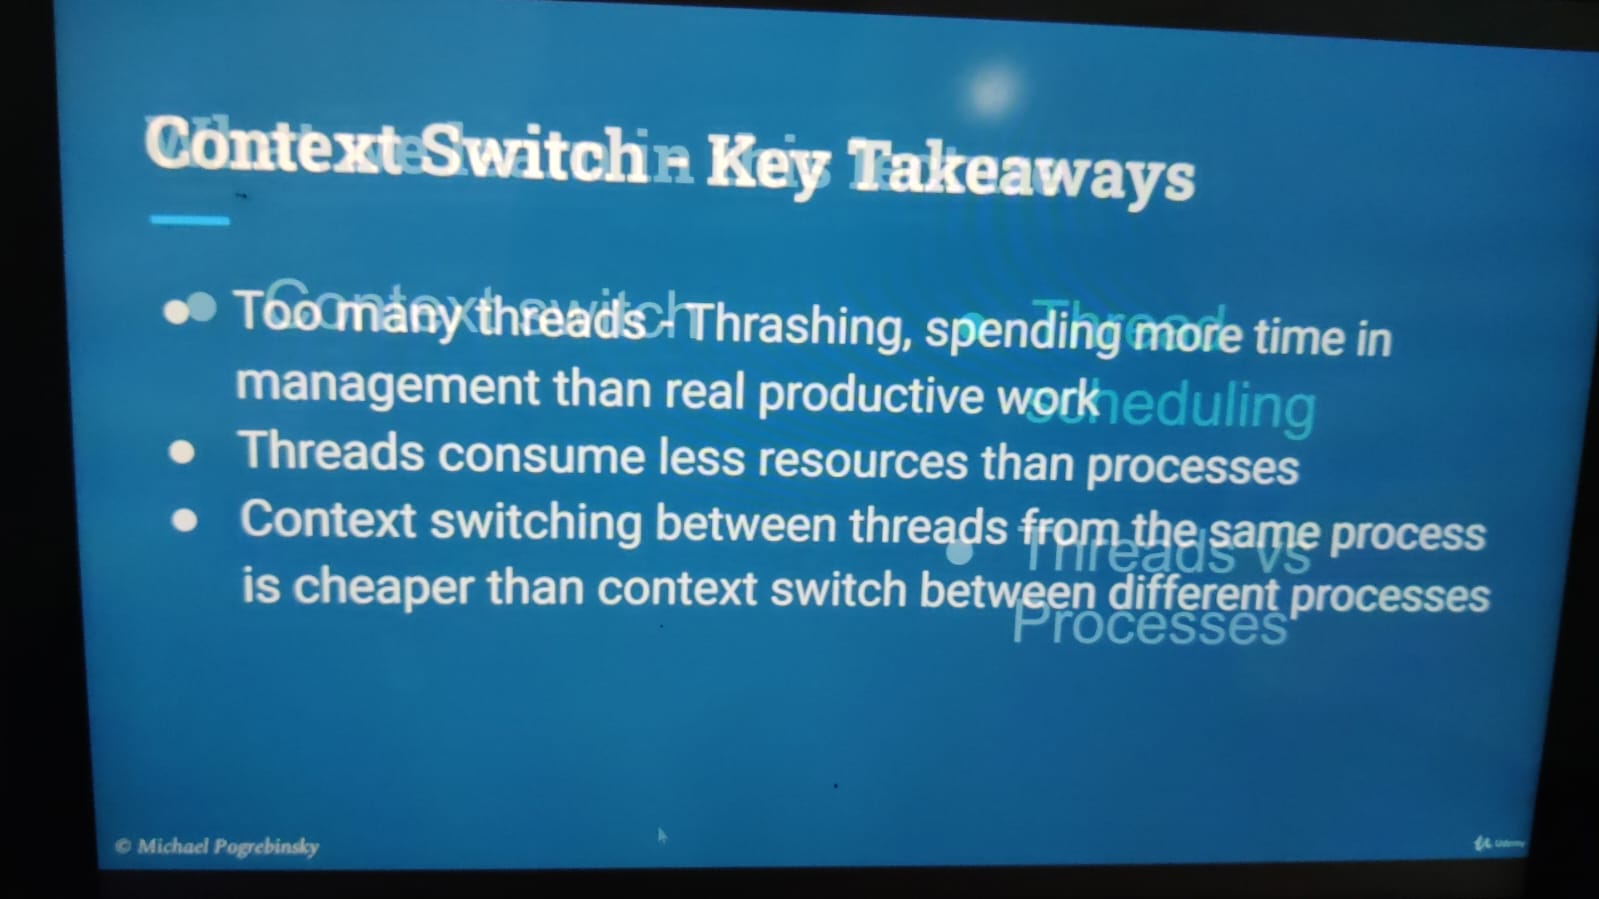 Context Switch - Key Takeaways
Context switch
Too many threads - Thrashing, spending more time in
management than real productive work
Thread
scheduling
Threads consume less resources than processes
Context switching between threads from the same process
is cheaper than context switch between different processes
Threads vs
Processes
© Michael Pogrebinsky
Udemy